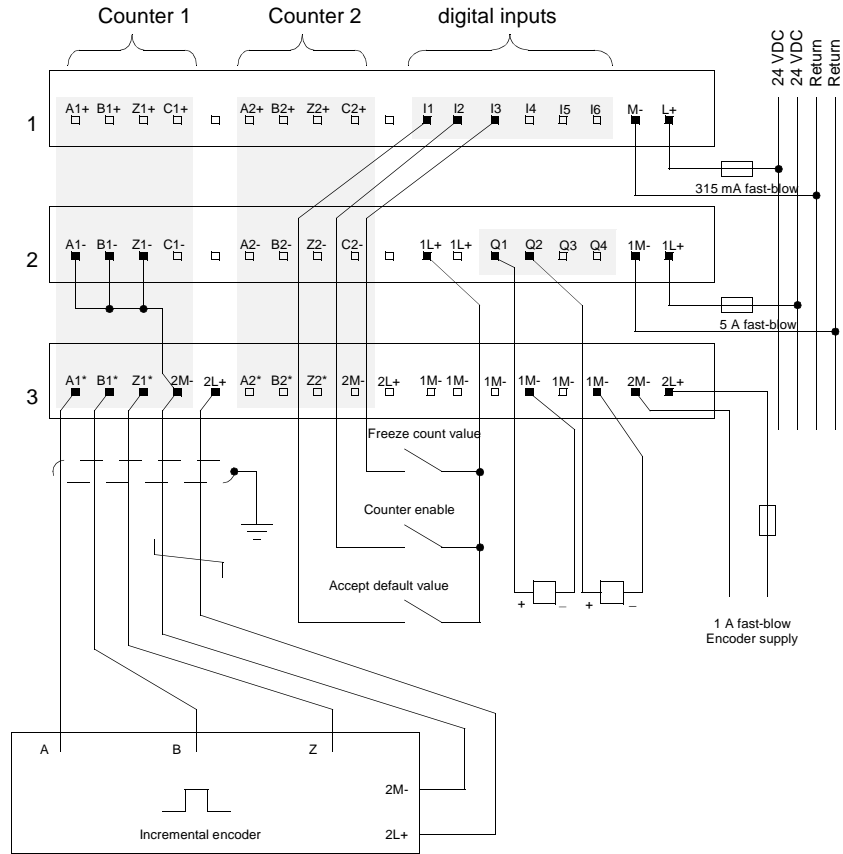 Counter 1 Counter 2 digital inputs
24 VDC
24 VDC
Return
Return
1 A1+ B1+ Z1+ C1+ A2+ B2+ Z2+ C2+ I1 I2 I3 I4 I5 I6 M- L+
315 mA fast-blow
2 A1- B1- Z1- C1- A2- B2- Z2- C2- 1L+ 1L+ Q1 Q2 Q3 Q4 1M- 1L+
5 A fast-blow
3 A1* B1* Z1* 2M- 2L+ A2* B2* Z2* 2M- 2L+ 1M- 1M- 1M- 1M- 1M- 1M- 2M- 2L+
Freeze count value
Counter enable
Accept default value
+ – + –
1 A fast-blow
Encoder supply
A B Z
2M-
Incremental encoder
2L+